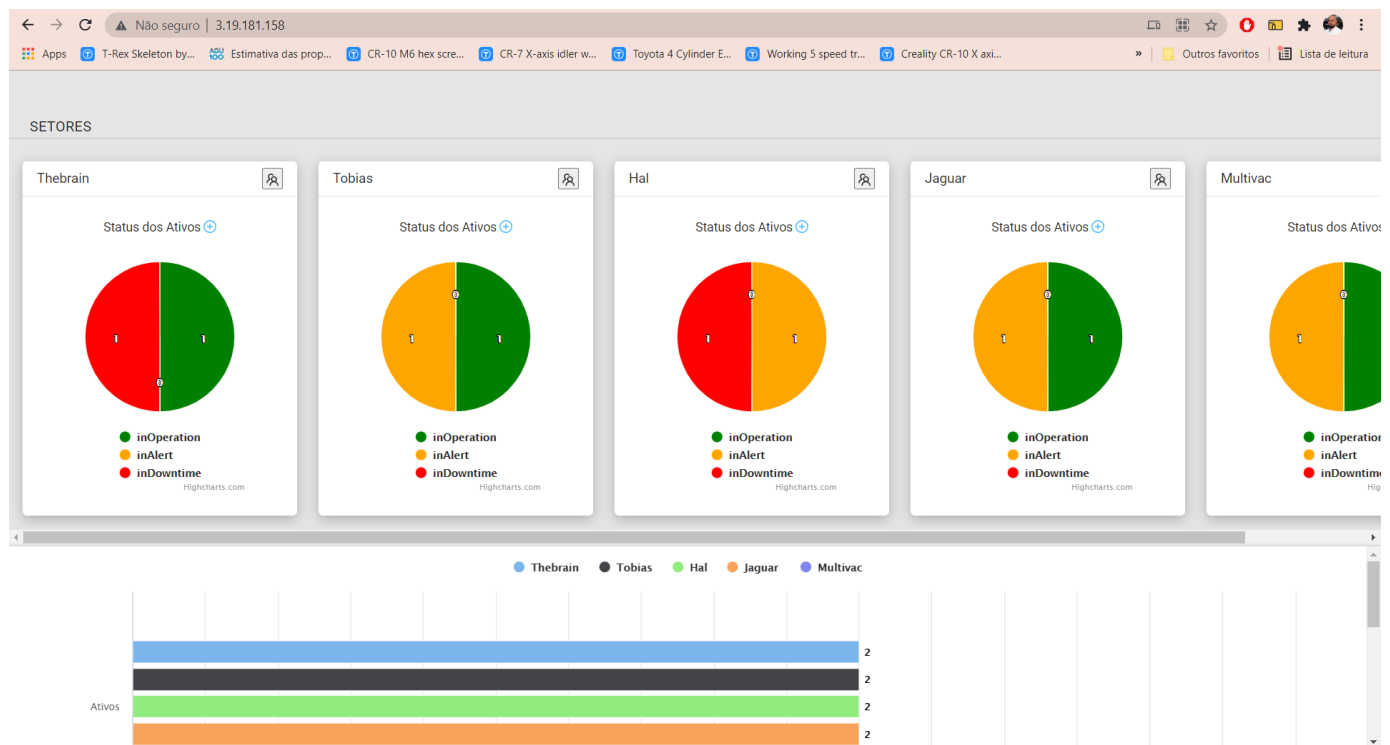 Não seguro | 3.19.181.158
Apps T-Rex Skeleton by... Estimativa das prop... CR-10 M6 hex scre... CR-7 X-axis idler w... Toyota 4 Cylinder E... Working 5 speed tr... Creality CR-10 X axi... » Outros favoritos Lista de leitura
SETORES
Thebrain Tobias Hal Jaguar Multivac
Status dos Ativos Status dos Ativos Status dos Ativos Status dos Ativos Status dos Ativos
0 0 0 0
1 1 1 1 1 1 1 1 1
0
inOperation inOperation inOperation inOperation inOperation
inAlert inAlert inAlert inAlert inAlert
inDowntime inDowntime inDowntime inDowntime inDowntime
Highcharts.com Highcharts.com Highcharts.com Highcharts.com Hig
Thebrain Tobias Hal Jaguar Multivac
2
2
Ativos 2
2